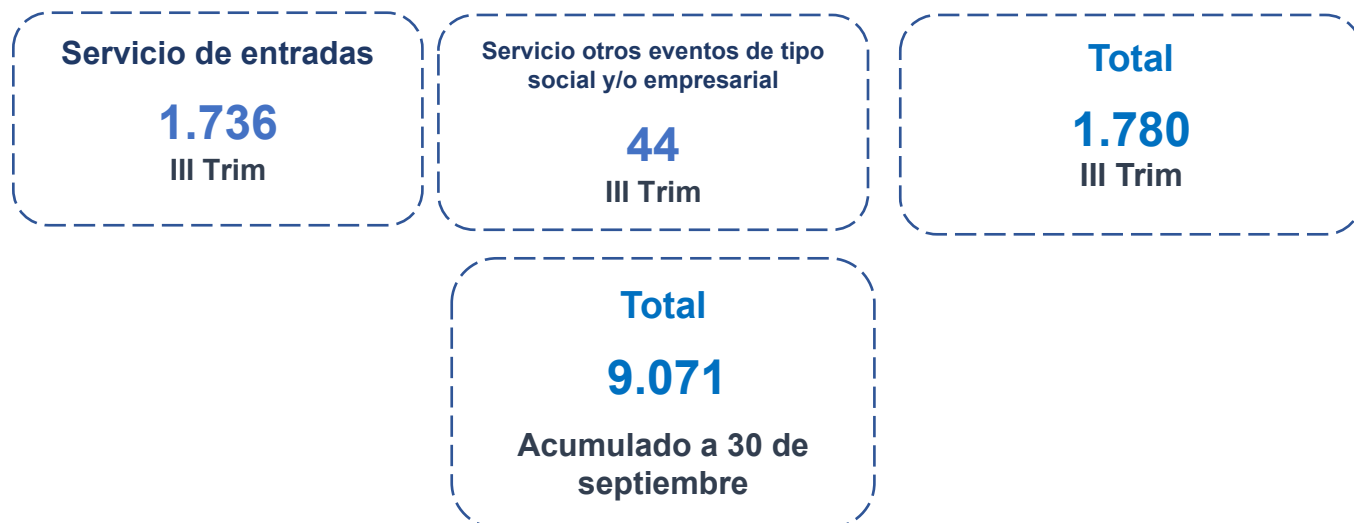 Servicio de entradas
1.736
III Trim
Servicio otros eventos de tipo
social y/o empresarial
44
III Trim
Total
1.780
III Trim
Total
9.071
Acumulado a 30 de
septiembre